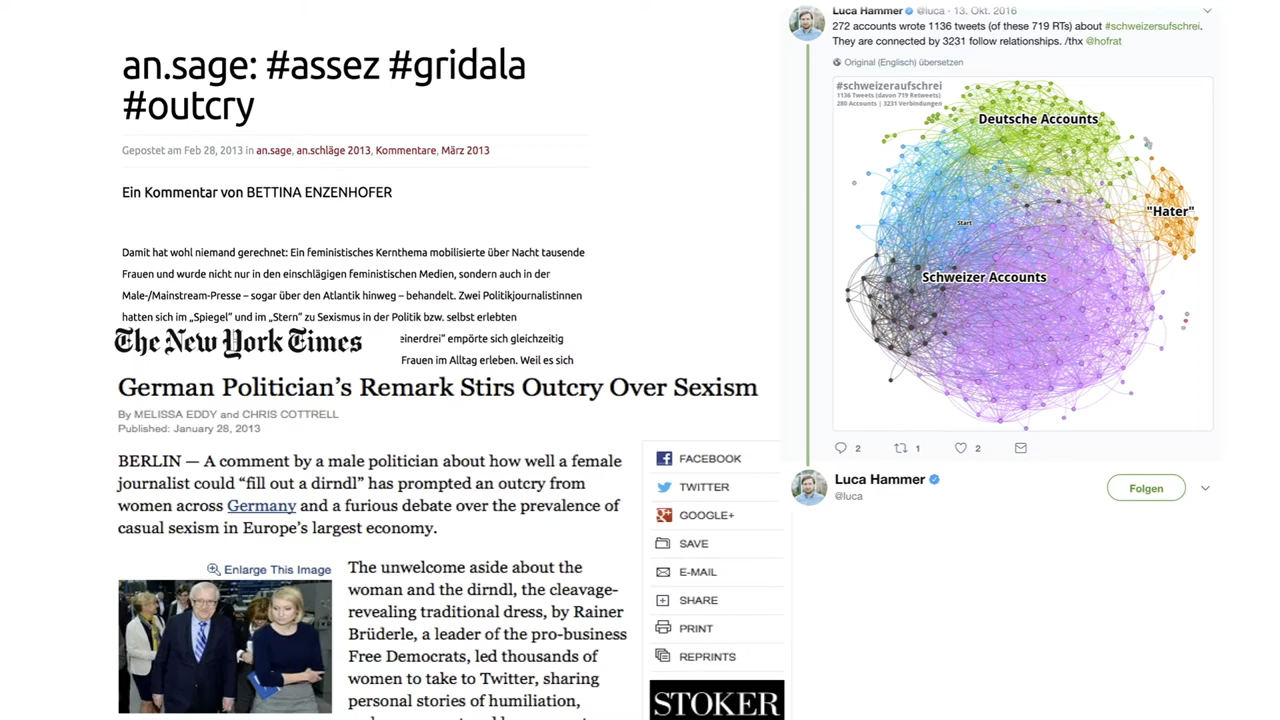 an.sage: #assez #gridala
#outcry
Gepostet am Feb 28, 2013 in an.sage, an.schläge 2013, Kommentare, März 2013
Ein Kommentar von BETTINA ENZENHOFER
Damit hat wohl niemand gerechnet: Ein feministisches Kernthema mobilisierte über Nacht tausende
Frauen und wurde nicht nur in den einschlägigen feministischen Medien, sondern auch in der
Male-/Mainstream-Presse – sogar über den Atlantik hinweg – behandelt. Zwei Politikjournalistinnen
hatten sich im „Spiegel“ und im „Stern“ zu Sexismus in der Politik bzw. selbst erlebten
einerdrei“ empörte sich gleichzeitig
Frauen im Alltag erleben. Weil es sich
The New York Times
German Politician’s Remark Stirs Outcry Over Sexism
By MELISSA EDDY and CHRIS COTTRELL
Published: January 28, 2013
BERLIN — A comment by a male politician about how well a female
journalist could “fill out a dirndl” has prompted an outcry from
women across Germany and a furious debate over the prevalence of
casual sexism in Europe’s largest economy.
Enlarge This Image
The unwelcome aside about the
woman and the dirndl, the cleavage-
revealing traditional dress, by Rainer
Brüderle, a leader of the pro-business
Free Democrats, led thousands of
women to take to Twitter, sharing
personal stories of humiliation,
FACEBOOK
TWITTER
GOOGLE+
SAVE
E-MAIL
SHARE
PRINT
REPRINTS
STOKER
Luca Hammer @luca · 13. Okt. 2016
272 accounts wrote 1136 tweets (of these 719 RTs) about #schweizersufschrei.
They are connected by 3231 follow relationships. /thx @hofrat
Original (Englisch) übersetzen
#schweizeraufschrei
1136 Tweets (davon 719 Retweets)
280 Accounts | 3231 Verbindungen
Deutsche Accounts
"Hater"
Start
Schweizer Accounts
2 1 2
Luca Hammer
@luca
Folgen